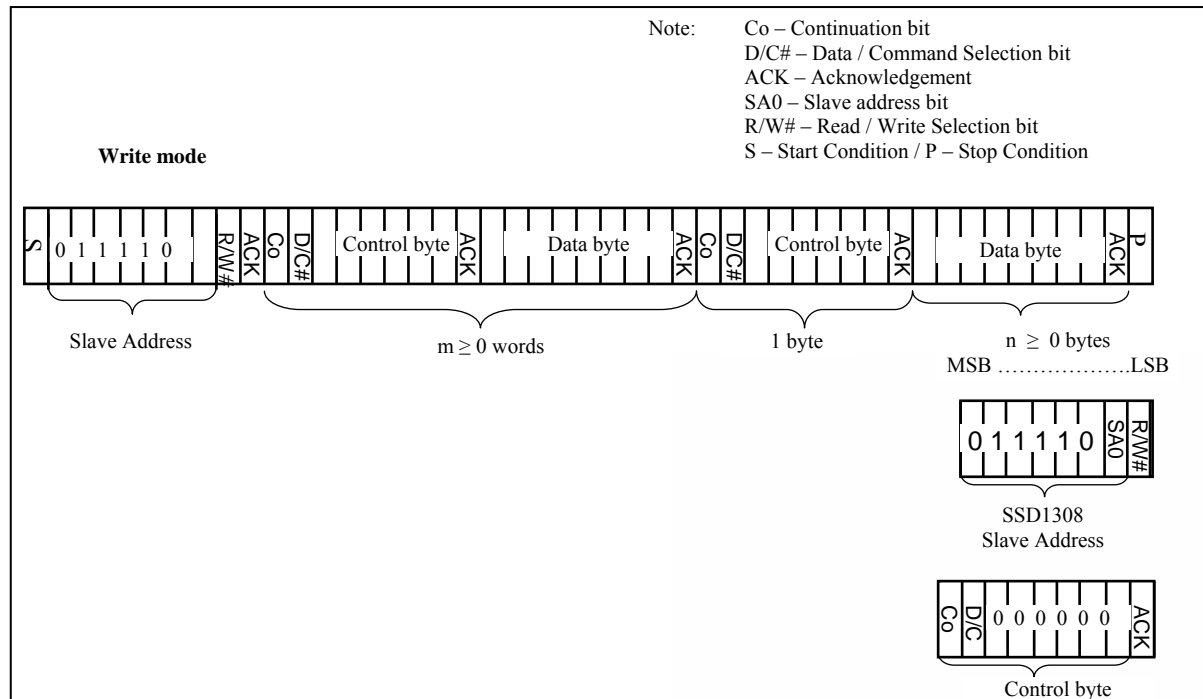 Note: Co – Continuation bit
D/C# – Data / Command Selection bit
ACK – Acknowledgement
SA0 – Slave address bit
R/W# – Read / Write Selection bit
S – Start Condition / P – Stop Condition
Write mode
S 0 1 1 1 1 0 R/W# ACK Co D/C# Control byte ACK Data byte ACK Co D/C# Control byte ACK Data byte ACK P
Slave Address m ≥ 0 words 1 byte n ≥ 0 bytes
MSB ………………….LSB
0 1 1 1 1 0 SA0 R/W#
SSD1308
Slave Address
Co D/C 0 0 0 0 0 0 ACK
Control byte